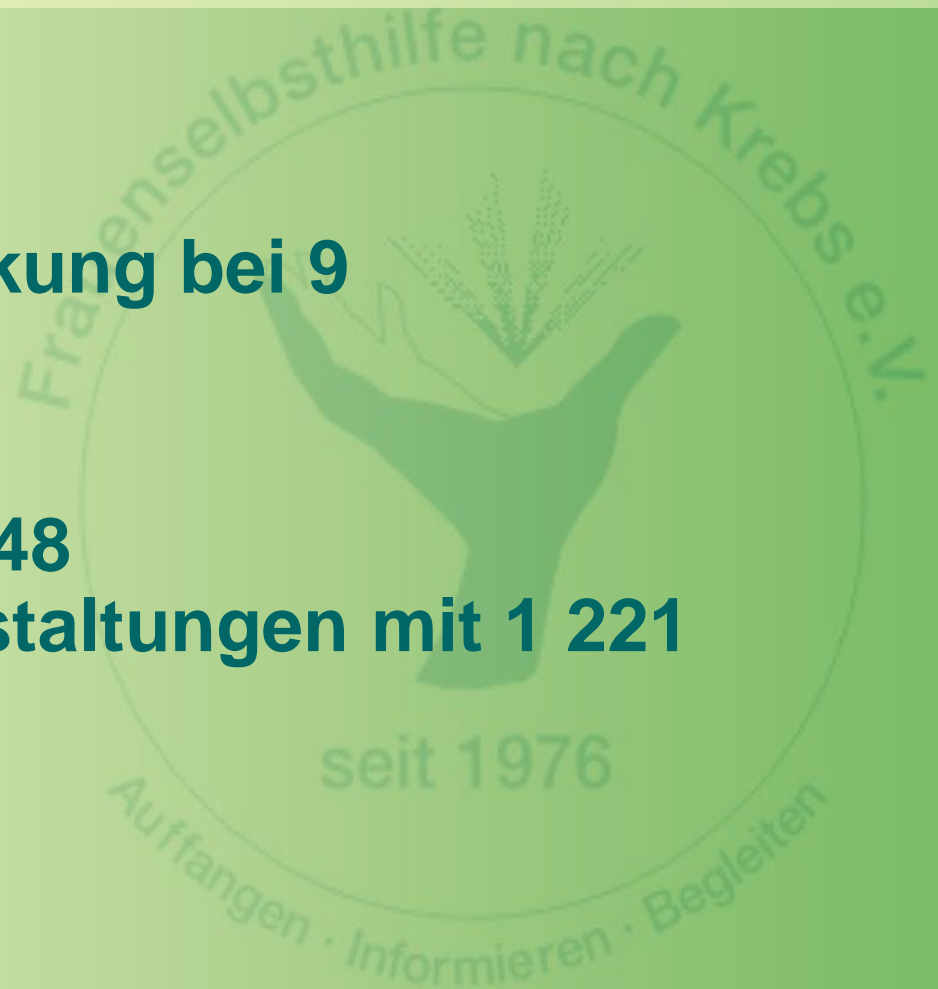 Frauenselbsthilfe nach Krebs e.V.
kung bei 9
48
staltungen mit 1 221
seit 1976
Auffangen · Informieren · Begleiten